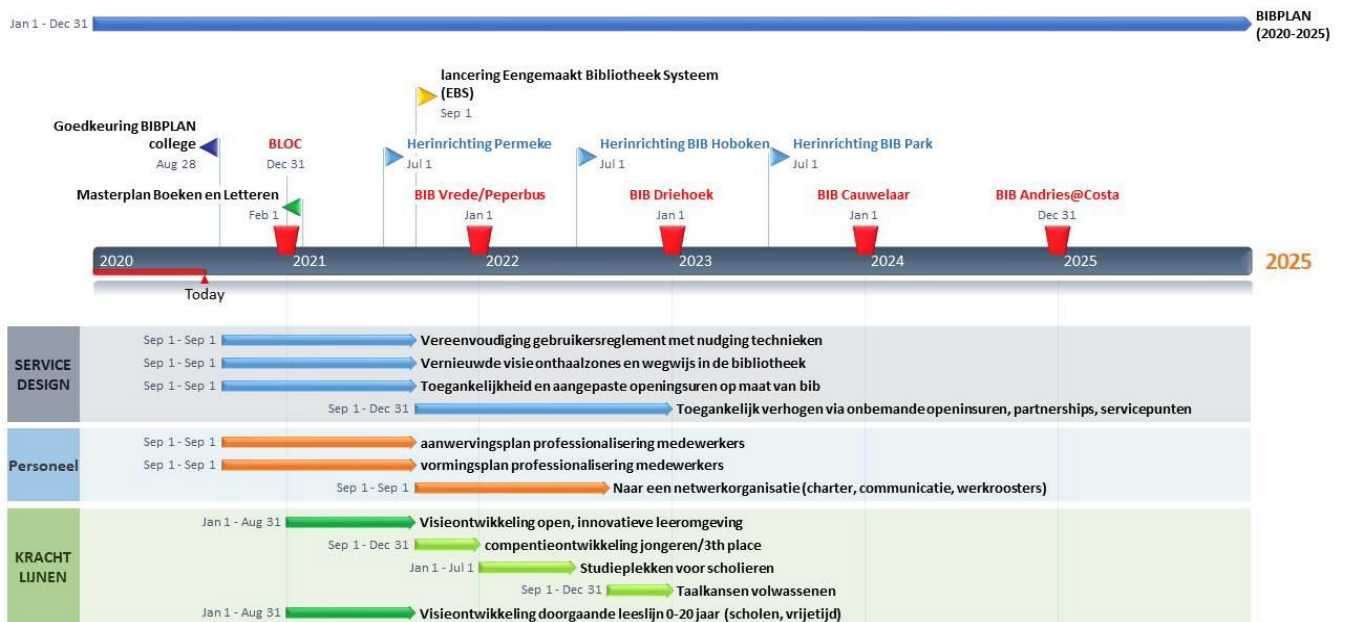 Jan 1 - Dec 31
BIBPLAN
(2020-2025)
lancering Eengemaakt Bibliotheek Systeem
(EBS)
Sep 1
Goedkeuring BIBPLAN
college
Aug 28
BLOC
Dec 31
Herinrichting Permeke
Jul 1
Herinrichting BIB Hoboken
Jul 1
Herinrichting BIB Park
Jul 1
Masterplan Boeken en Letteren
Feb 1
BIB Vrede/Peperbus
Jan 1
BIB Driehoek
Jan 1
BIB Cauwelaar
Jan 1
BIB Andries@Costa
Dec 31
2020 2021 2022 2023 2024 2025
2025
Today
SERVICE
DESIGN
Sep 1 - Sep 1 Vereenvoudiging gebruikersreglement met nudging technieken
Sep 1 - Sep 1 Vernieuwde visie onthaalzones en wegwijs in de bibliotheek
Sep 1 - Sep 1 Toegankelijkheid en aangepaste openingsuren op maat van bib
Sep 1 - Dec 31 Toegankelijk verhogen via onbemande openinsuren, partnerships, servicepunten
Personeel
Sep 1 - Sep 1 aanwervingsplan professionalisering medewerkers
Sep 1 - Sep 1 vormingsplan professionalisering medewerkers
Sep 1 - Sep 1 Naar een netwerkorganisatie (charter, communicatie, werkroosters)
KRACHT
LIJNEN
Jan 1 - Aug 31 Visieontwikkeling open, innovatieve leeromgeving
Sep 1 - Dec 31 compentieontwikkeling jongeren/3th place
Jan 1 - Jul 1 Studieplekken voor scholieren
Sep 1 - Dec 31 Taalkansen volwassenen
Jan 1 - Aug 31 Visieontwikkeling doorgaande leeslijn 0-20 jaar (scholen, vrijetijd)